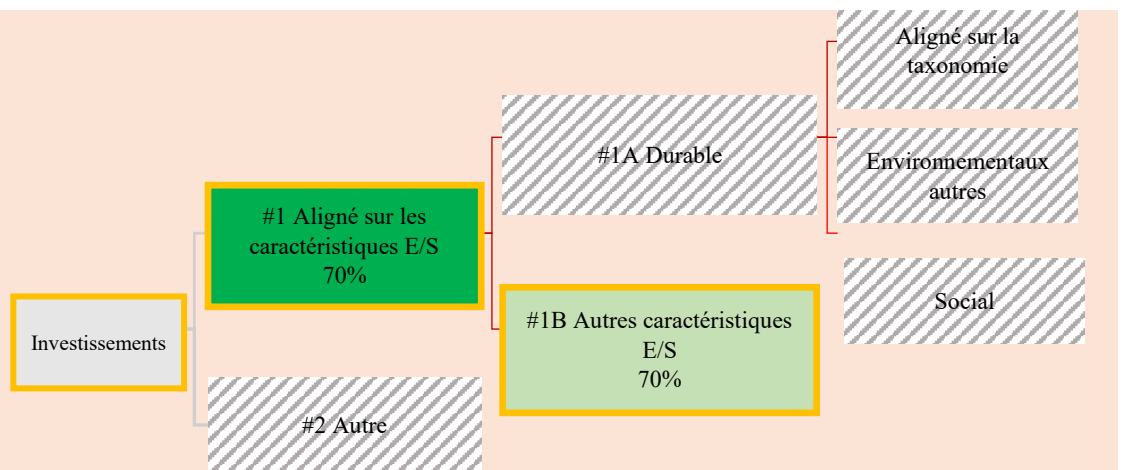 Investissements
#1 Aligné sur les
caractéristiques E/S
70%
#2 Autre
#1A Durable
#1B Autres caractéristiques
E/S
70%
Aligné sur la
taxonomie
Environnementaux
autres
Social